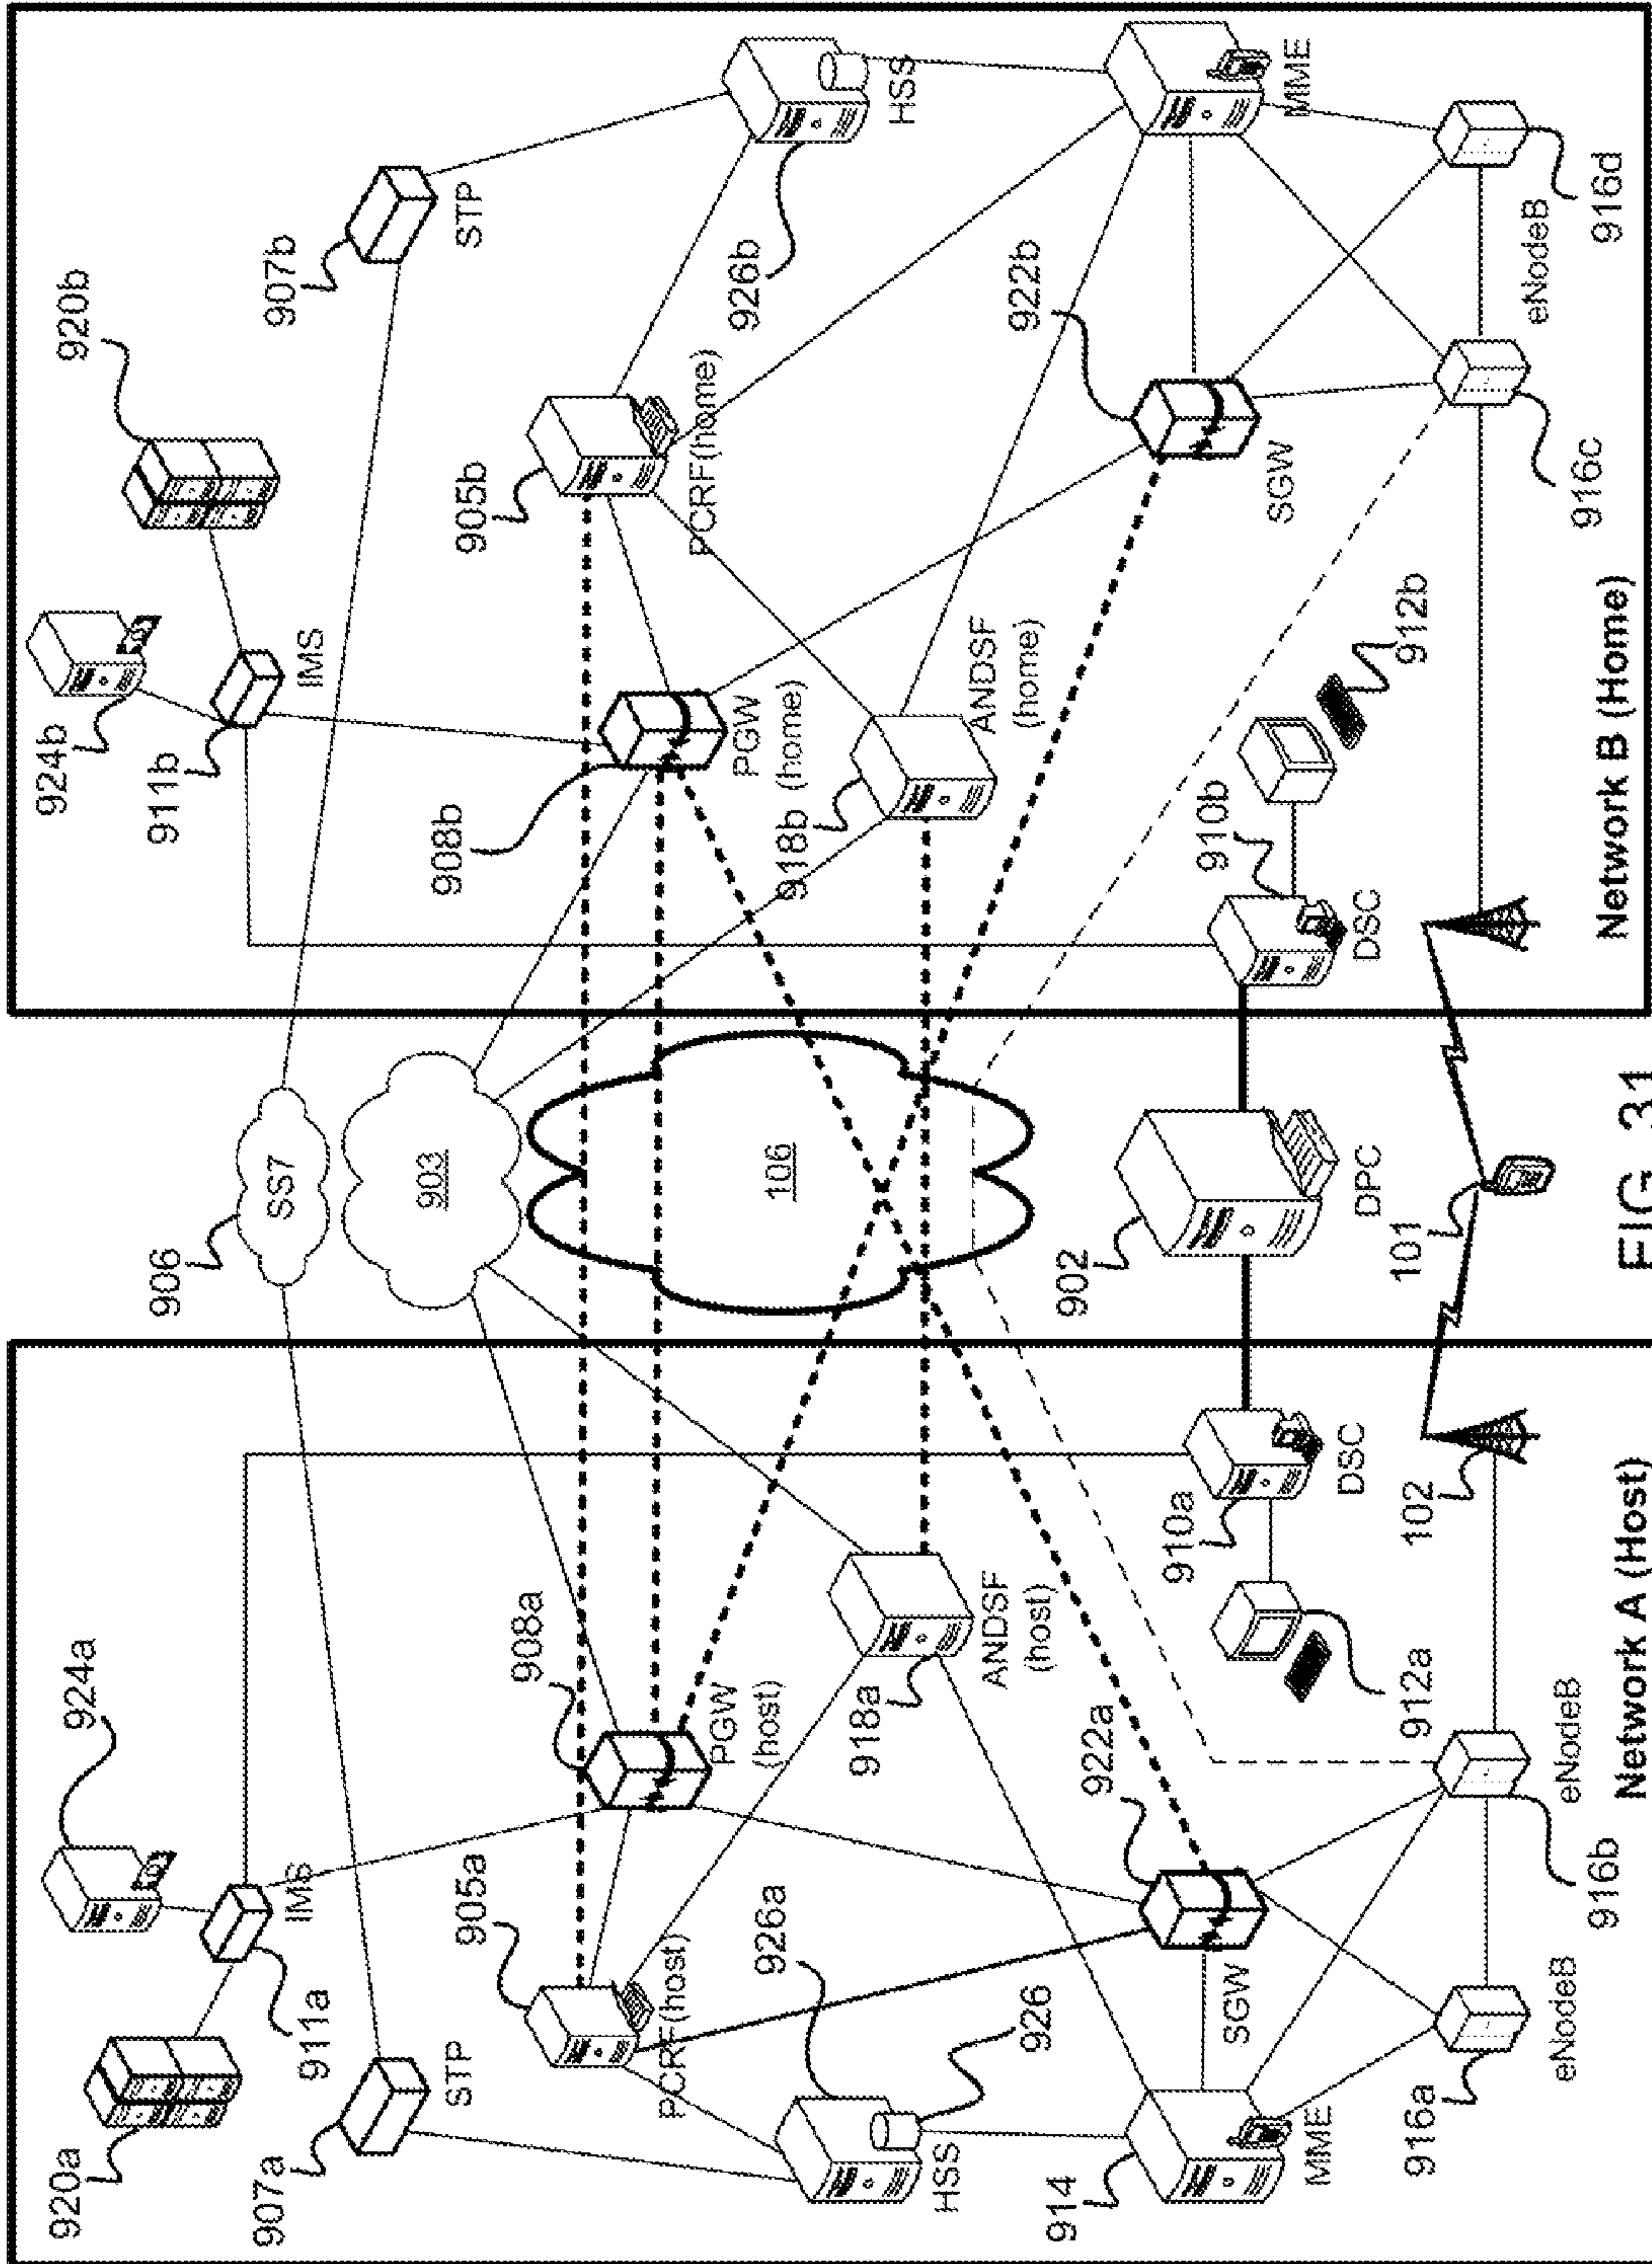 920a
924a
911a
IMS
907a
STP
905a
PCRF(host)
908a
PGW
(host)
926a
926
HSS
918a
ANDSF
(host)
922a
SGW
914
MME
910a
DSC
912a
916a
eNodeB
916b
eNodeB
102
Network A (Host)
906
SS7
903
106
902
DPC
101
FIG. 31
924b
920b
911b
IMS
907b
STP
905b
PCRF(home)
908b
PGW
(home)
926b
HSS
918b
ANDSF
(home)
922b
SGW
MME
910b
DSC
912b
916c
eNodeB
916d
Network B (Home)